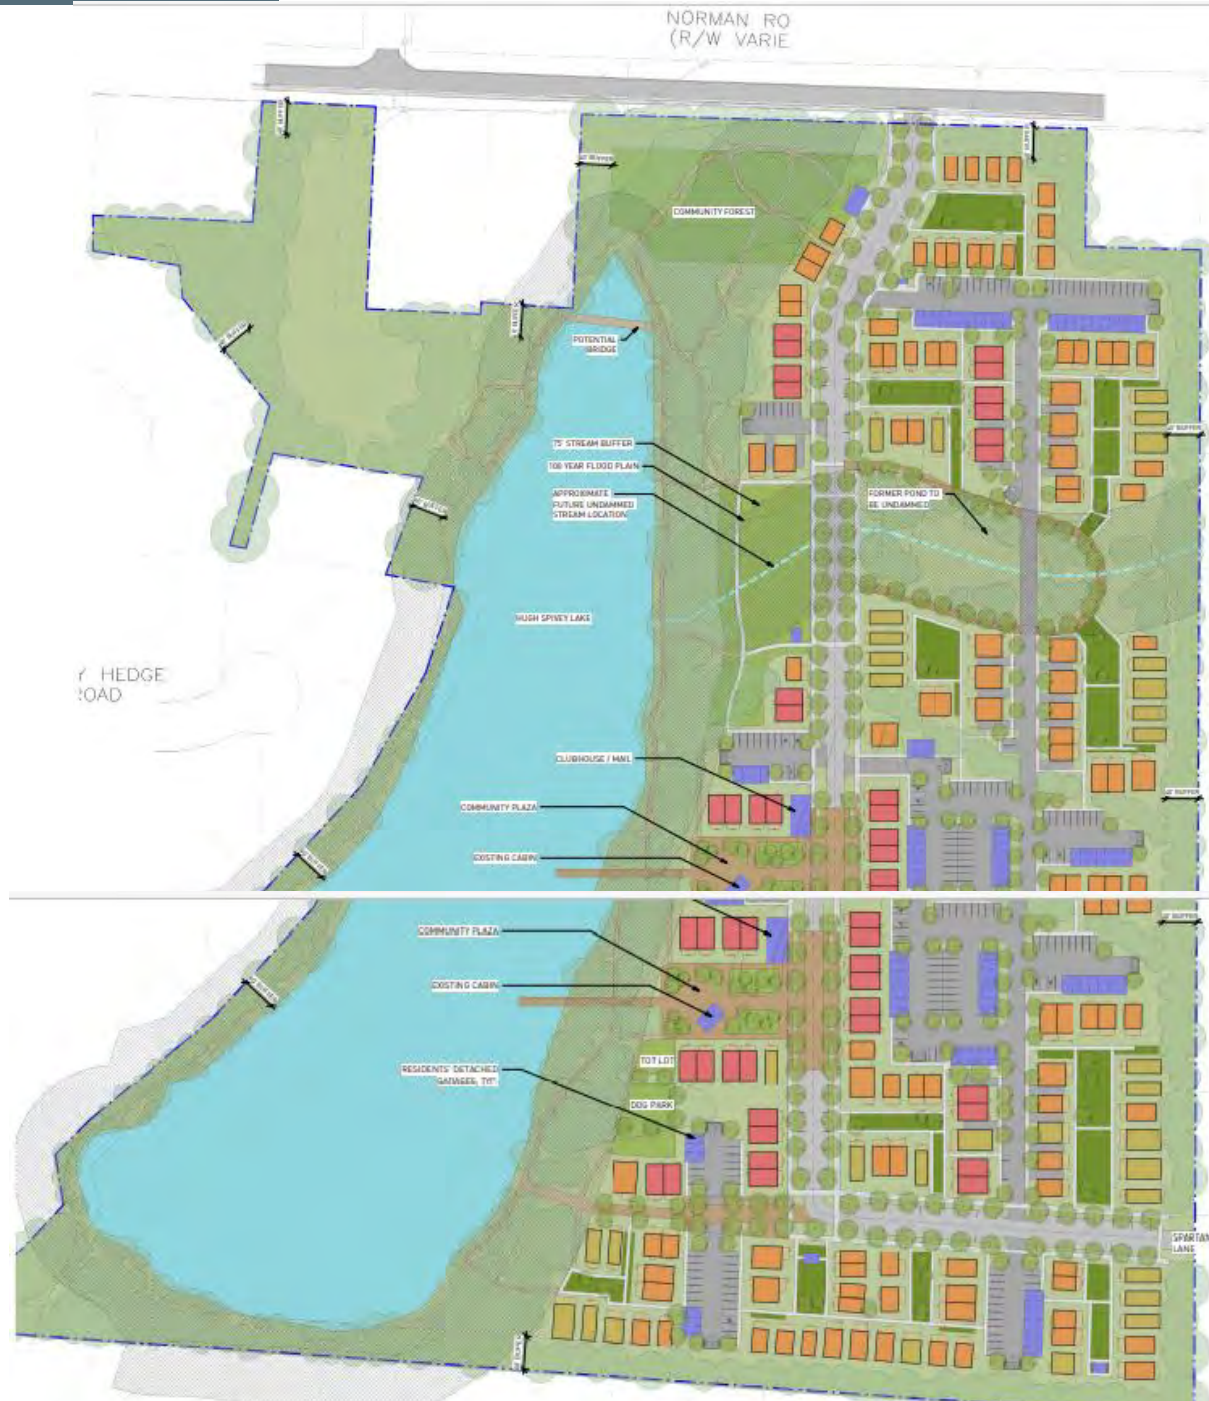 NORMAN RO
(R/W VARIE
COMMUNITY FOREST
POTENTIAL
BRIDGE
75' STREAM BUFFER
100 YEAR FLOOD PLAIN
APPROXIMATE
FUTURE UNDAMMED
STREAM LOCATION
FORMER POND TO
BE UNDAMMED
HUGH SPIVEY LAKE
Y HEDGE
ROAD
CLUBHOUSE / MAIL
COMMUNITY PLAZA
EXISTING CABIN
COMMUNITY PLAZA
EXISTING CABIN
TOT LOT
RESIDENTS' DETACHED
GARAGES, TYP.
DOG PARK
SPARTAN
LANE